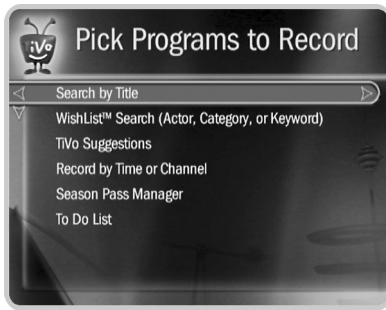 TiVo
Pick Programs to Record
Search by Title
WishList™ Search (Actor, Category, or Keyword)
TiVo Suggestions
Record by Time or Channel
Season Pass Manager
To Do List